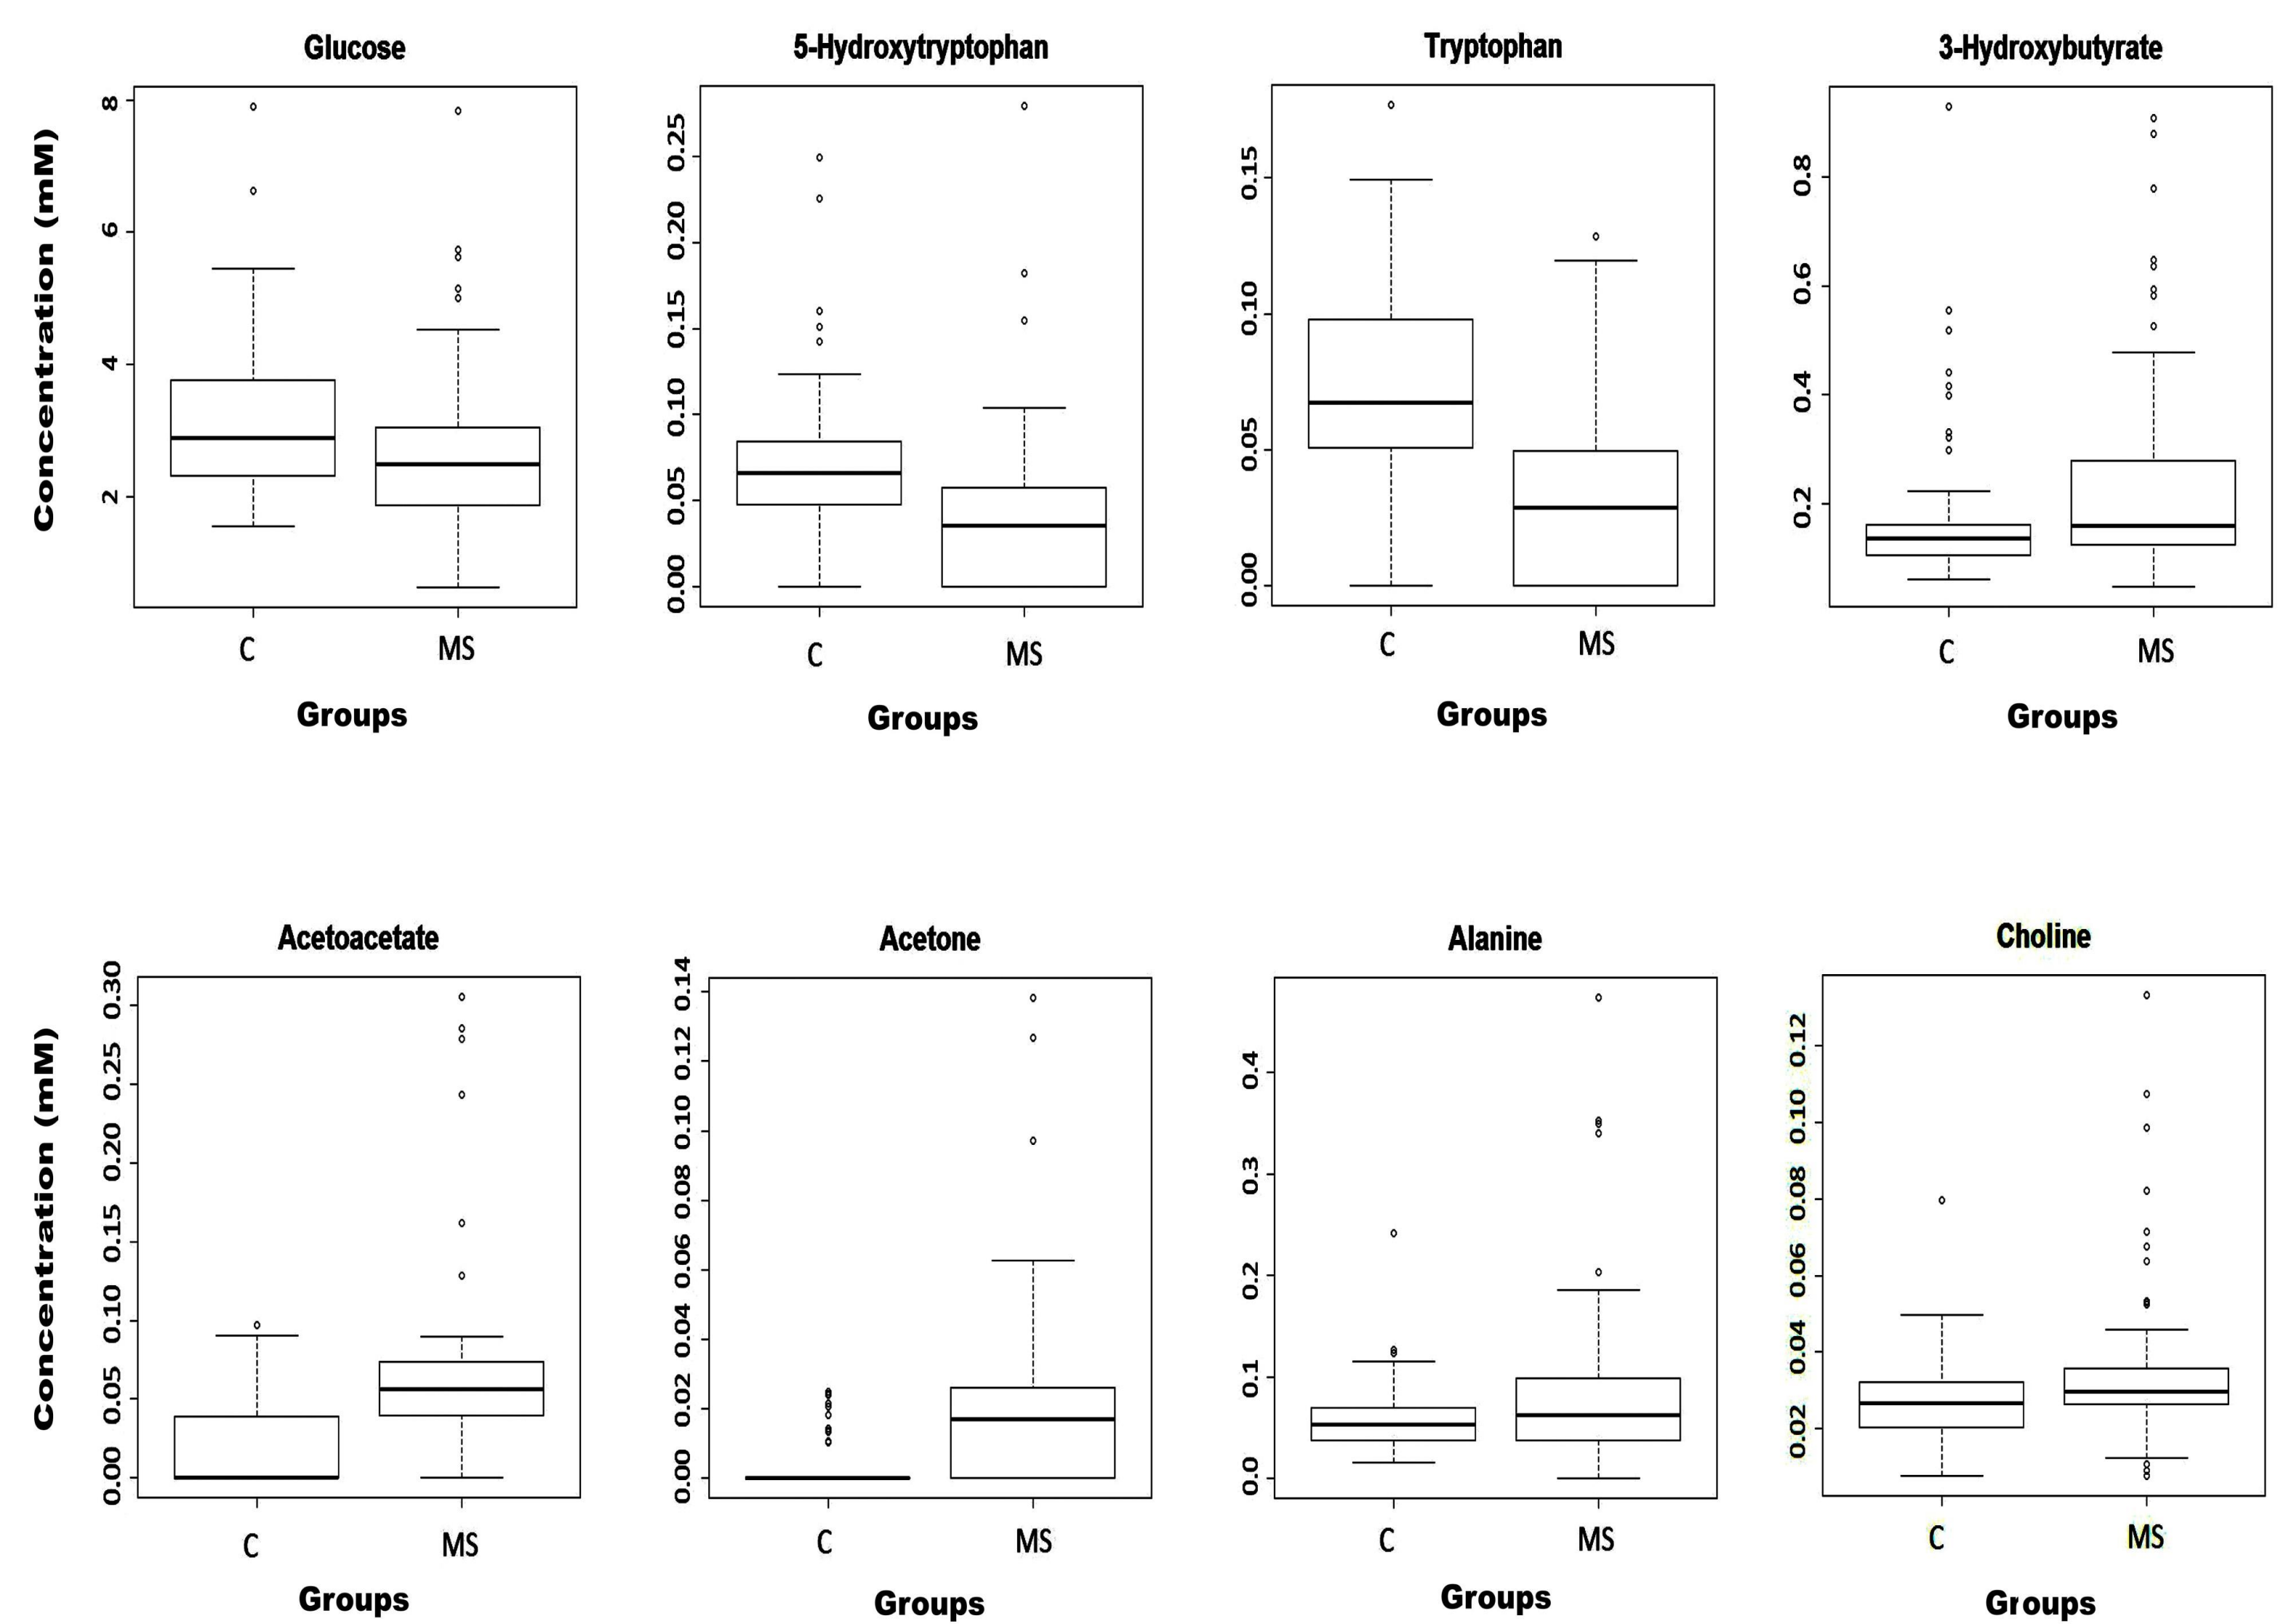 Glucose
5-Hydroxytryptophan
Tryptophan
3-Hydroxybutyrate
Concentration (mM)
8
6
4
2
C
MS
Groups
0.25
0.20
0.15
0.10
0.05
0.00
C
MS
Groups
0.15
0.10
0.05
0.00
C
MS
Groups
0.8
0.6
0.4
0.2
C
MS
Groups
Acetoacetate
Acetone
Alanine
Choline
Concentration (mM)
0.30
0.25
0.20
0.15
0.10
0.05
0.00
C
MS
Groups
0.14
0.12
0.10
0.08
0.06
0.04
0.02
0.00
C
MS
Groups
0.4
0.3
0.2
0.1
0.0
C
MS
Groups
0.12
0.10
0.08
0.06
0.04
0.02
C
MS
Groups